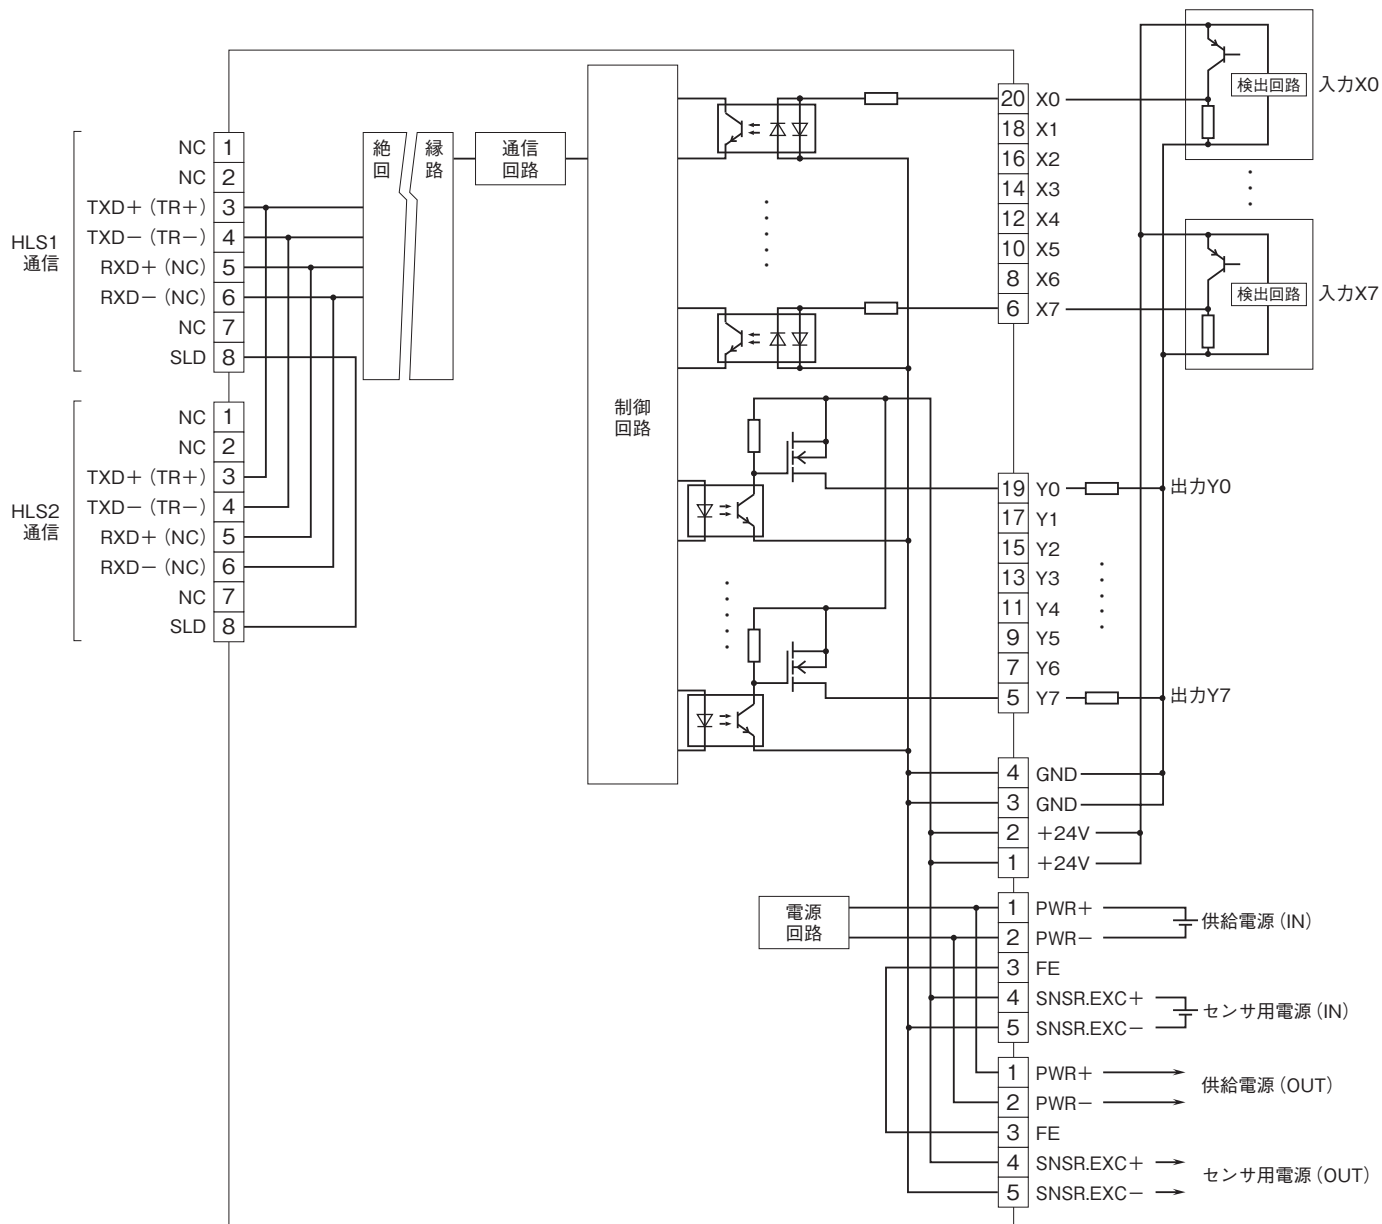 HLS1
通信
NC 1
NC 2
TXD＋（TR＋） 3
TXD－（TR－） 4
RXD＋（NC） 5
RXD－（NC） 6
NC 7
SLD 8
HLS2
通信
NC 1
NC 2
TXD＋（TR＋） 3
TXD－（TR－） 4
RXD＋（NC） 5
RXD－（NC） 6
NC 7
SLD 8
絶 縁
回 路
通信
回路
制御
回路
電源
回路
20 X0
18 X1
16 X2
14 X3
12 X4
10 X5
8 X6
6 X7
検出回路
入力X0
検出回路
入力X7
19 Y0
17 Y1
15 Y2
13 Y3
11 Y4
9 Y5
7 Y6
5 Y7
出力Y0
出力Y7
4 GND
3 GND
2 ＋24V
1 ＋24V
1 PWR＋
2 PWR－
3 FE
4 SNSR.EXC＋
5 SNSR.EXC－
供給電源（IN）
センサ用電源（IN）
1 PWR＋
2 PWR－
3 FE
4 SNSR.EXC＋
5 SNSR.EXC－
供給電源（OUT）
センサ用電源（OUT）